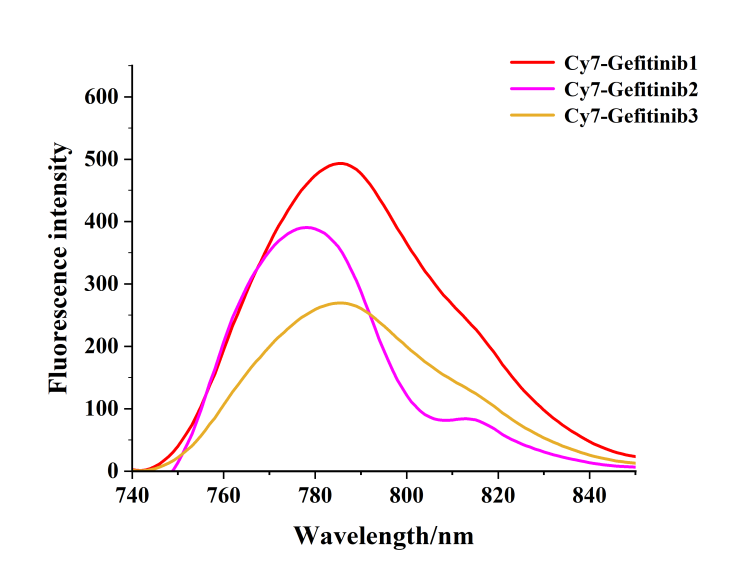 Cy7-Gefitinib1
Cy7-Gefitinib2
Cy7-Gefitinib3
Fluorescence intensity
600
500
400
300
200
100
0
740 760 780 800 820 840
Wavelength/nm